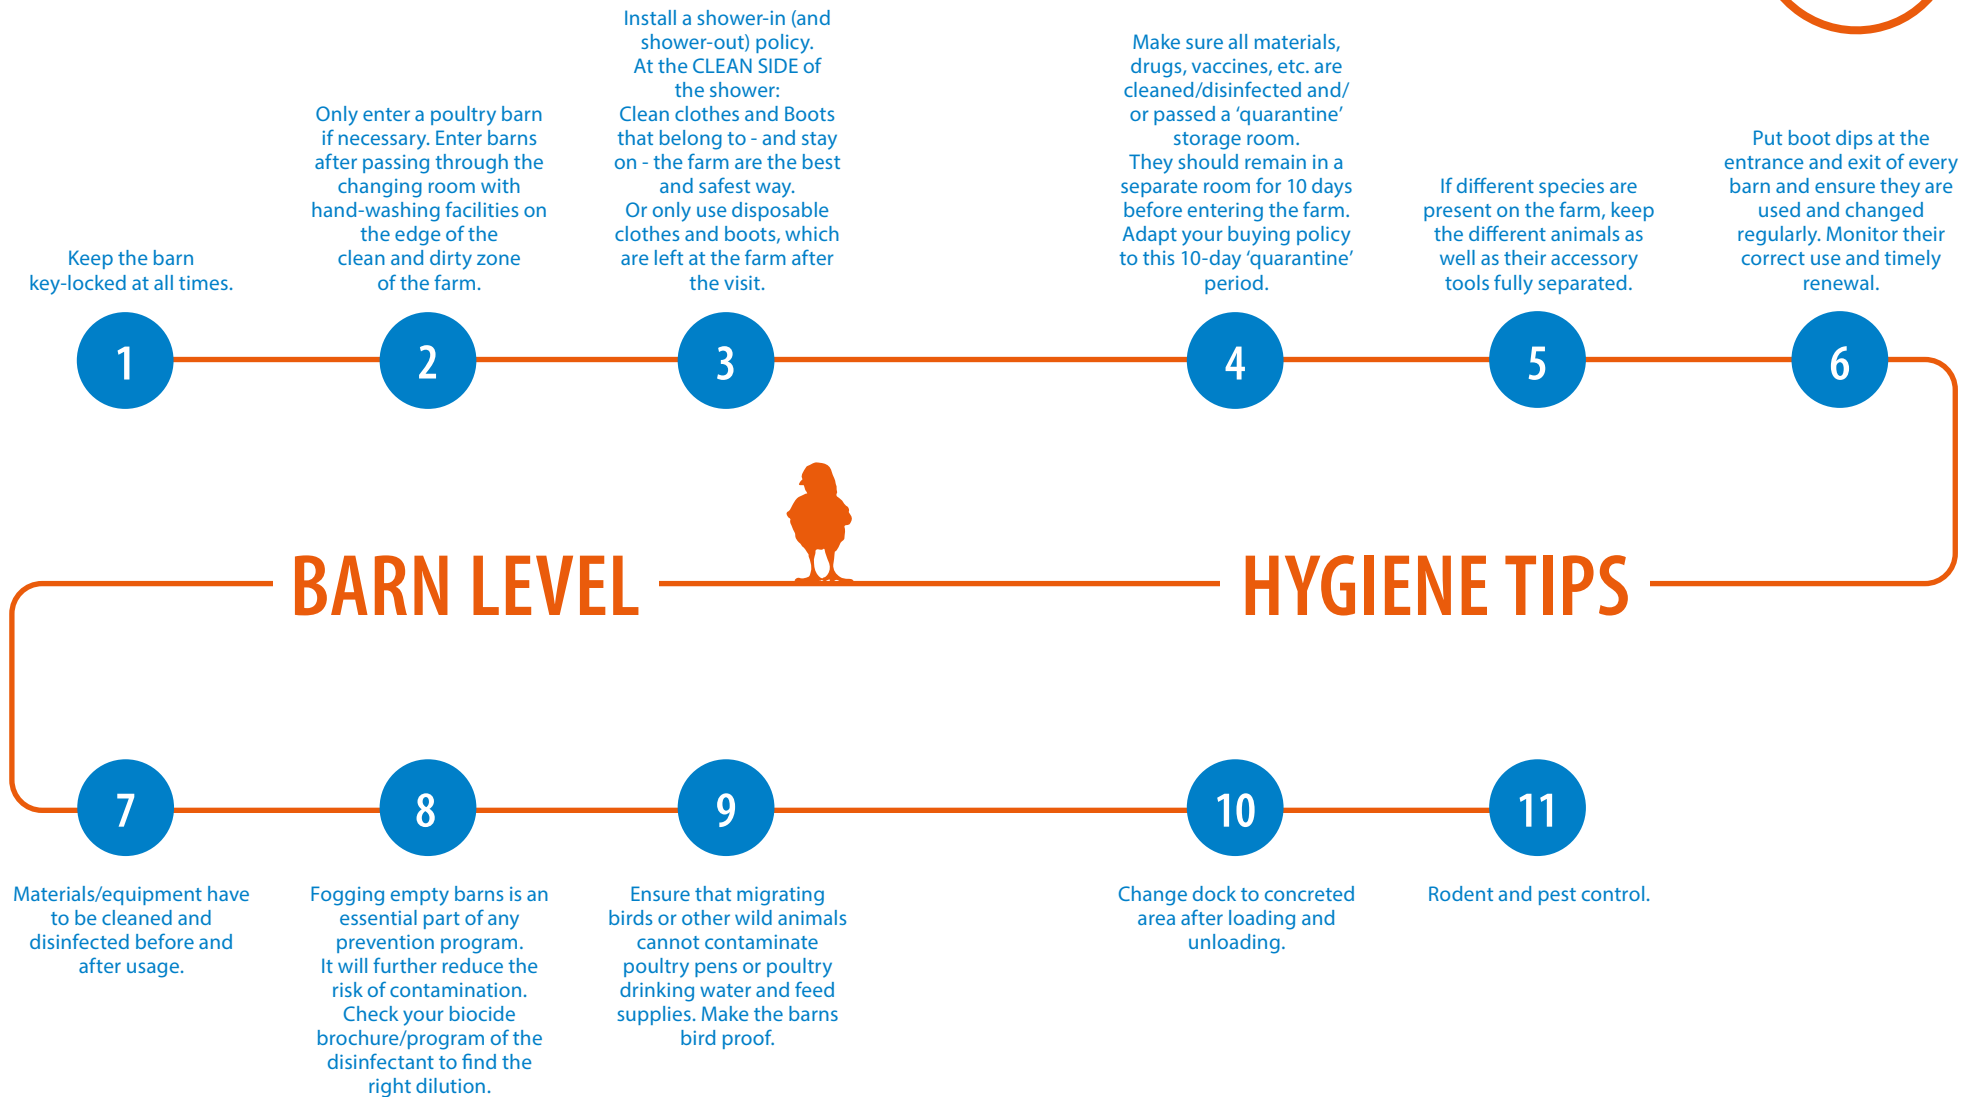 Keep the barn
key-locked at all times.
1
Only enter a poultry barn
if necessary. Enter barns
after passing through the
changing room with
hand-washing facilities on
the edge of the
clean and dirty zone
of the farm.
2
Install a shower-in (and
shower-out) policy.
At the CLEAN SIDE of
the shower:
Clean clothes and Boots
that belong to - and stay
on - the farm are the best
and safest way.
Or only use disposable
clothes and boots, which
are left at the farm after
the visit.
3
Make sure all materials,
drugs, vaccines, etc. are
cleaned/disinfected and/
or passed a ‘quarantine’
storage room.
They should remain in a
separate room for 10 days
before entering the farm.
Adapt your buying policy
to this 10-day ‘quarantine’
period.
4
If different species are
present on the farm, keep
the different animals as
well as their accessory
tools fully separated.
5
Put boot dips at the
entrance and exit of every
barn and ensure they are
used and changed
regularly. Monitor their
correct use and timely
renewal.
6
BARN LEVEL
HYGIENE TIPS
7
Materials/equipment have
to be cleaned and
disinfected before and
after usage.
8
Fogging empty barns is an
essential part of any
prevention program.
It will further reduce the
risk of contamination.
Check your biocide
brochure/program of the
disinfectant to find the
right dilution.
9
Ensure that migrating
birds or other wild animals
cannot contaminate
poultry pens or poultry
drinking water and feed
supplies. Make the barns
bird proof.
10
Change dock to concreted
area after loading and
unloading.
11
Rodent and pest control.